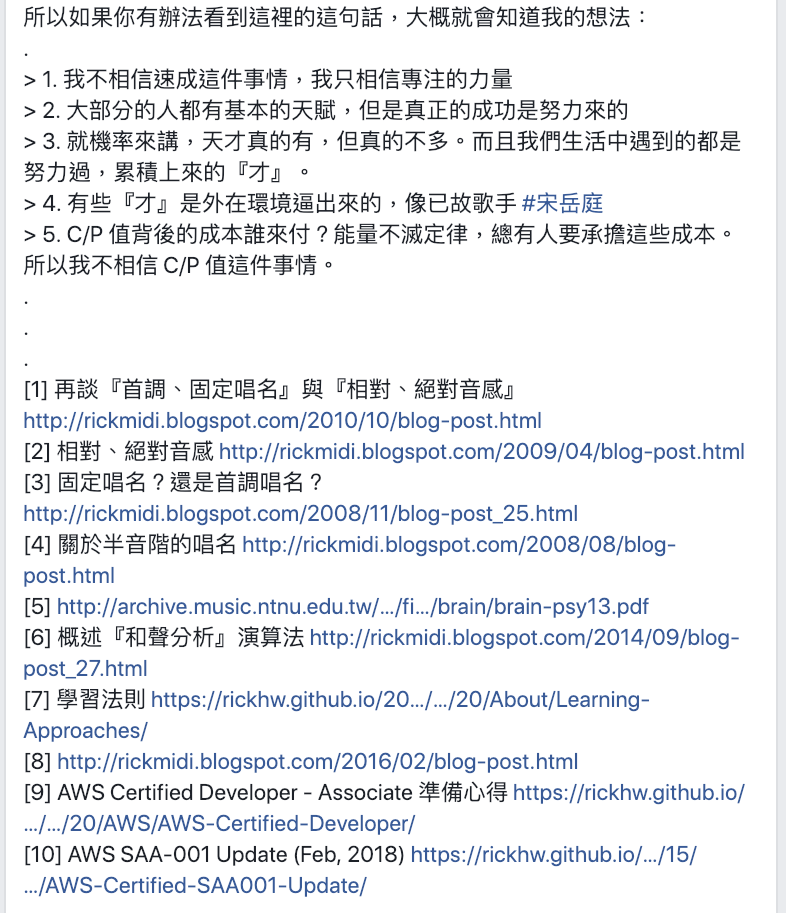 所以如果你有辦法看到這裡的這句話，大概就會知道我的想法：
.
> 1. 我不相信速成這件事情，我只相信專注的力量
> 2. 大部分的人都有基本的天賦，但是真正的成功是努力來的
> 3. 就機率來講，天才真的有，但真的不多。而且我們生活中遇到的都是
努力過，累積上來的『才』。
> 4. 有些『才』是外在環境逼出來的，像已故歌手 #宋岳庭
> 5. C/P 值背後的成本誰來付？能量不滅定律，總有人要承擔這些成本。
所以我不相信 C/P 值這件事情。
.
.
.
[1] 再談『首調、固定唱名』與『相對、絕對音感』
http://rickmidi.blogspot.com/2010/10/blog-post.html
[2] 相對、絕對音感 http://rickmidi.blogspot.com/2009/04/blog-post.html
[3] 固定唱名？還是首調唱名？
http://rickmidi.blogspot.com/2008/11/blog-post_25.html
[4] 關於半音階的唱名 http://rickmidi.blogspot.com/2008/08/blog-
post.html
[5] http://archive.music.ntnu.edu.tw/.../fi.../brain/brain-psy13.pdf
[6] 概述『和聲分析』演算法 http://rickmidi.blogspot.com/2014/09/blog-
post_27.html
[7] 學習法則 https://rickhw.github.io/20.../.../20/About/Learning-
Approaches/
[8] http://rickmidi.blogspot.com/2016/02/blog-post.html
[9] AWS Certified Developer - Associate 準備心得 https://rickhw.github.io/
.../.../20/AWS/AWS-Certified-Developer/
[10] AWS SAA-001 Update (Feb, 2018) https://rickhw.github.io/.../15/
.../AWS-Certified-SAA001-Update/